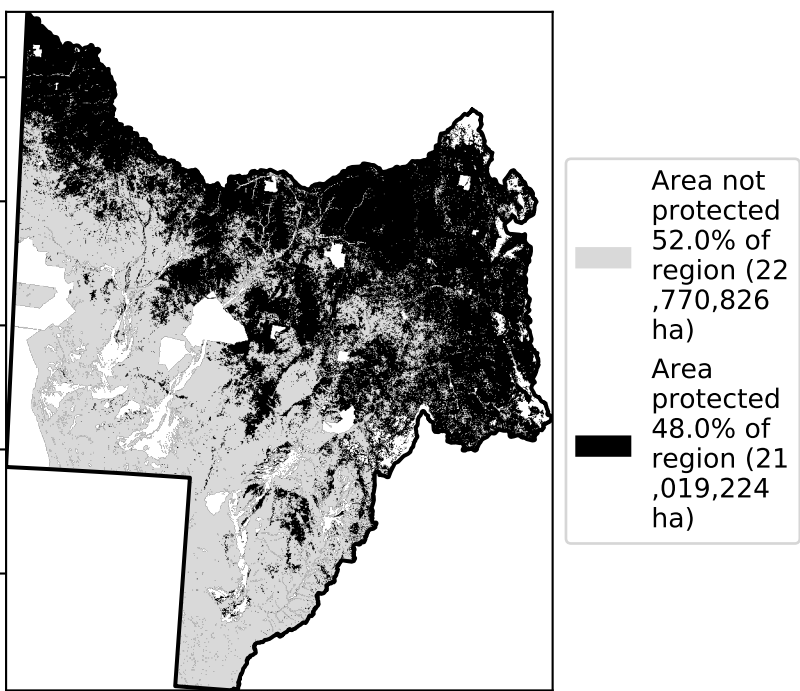 Area not
protected
52.0% of
region (22
,770,826
ha)
Area
protected
48.0% of
region (21
,019,224
ha)